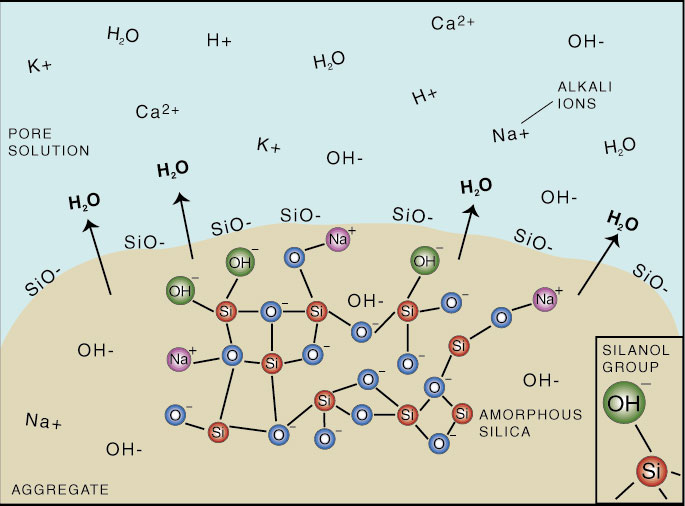 H₂O
H+
Ca²⁺
OH-
K+
H₂O
H+
ALKALI
IONS
Ca²⁺
Na+
PORE
SOLUTION
K+
OH-
H₂O
H₂O
H₂O
H₂O
OH-
H₂O
SiO-
SiO-
SiO-
SiO-
SiO-
SiO-
SiO-
OH⁻
O
Na⁺
OH⁻
OH⁻
Si
O⁻
Si
OH-
O⁻
Si
O⁻
O
Na⁺
OH-
Na⁺
O
Si
O⁻
O⁻
Si
SILANOL
GROUP
OH⁻
Si
O⁻
O⁻
OH-
O⁻
Si
O⁻
Si
O
Si
Si
AMORPHOUS
SILICA
O⁻
O⁻
Na+
OH-
AGGREGATE